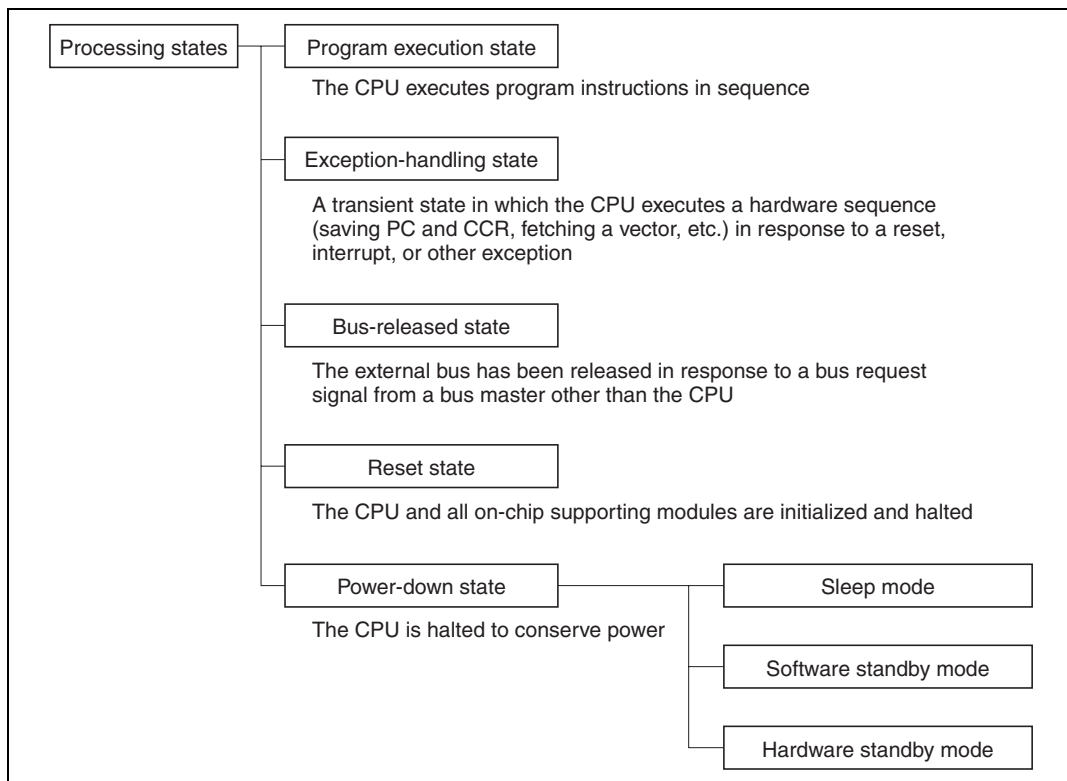 Processing states
Program execution state
The CPU executes program instructions in sequence
Exception-handling state
A transient state in which the CPU executes a hardware sequence
(saving PC and CCR, fetching a vector, etc.) in response to a reset,
interrupt, or other exception
Bus-released state
The external bus has been released in response to a bus request
signal from a bus master other than the CPU
Reset state
The CPU and all on-chip supporting modules are initialized and halted
Power-down state
Sleep mode
The CPU is halted to conserve power
Software standby mode
Hardware standby mode